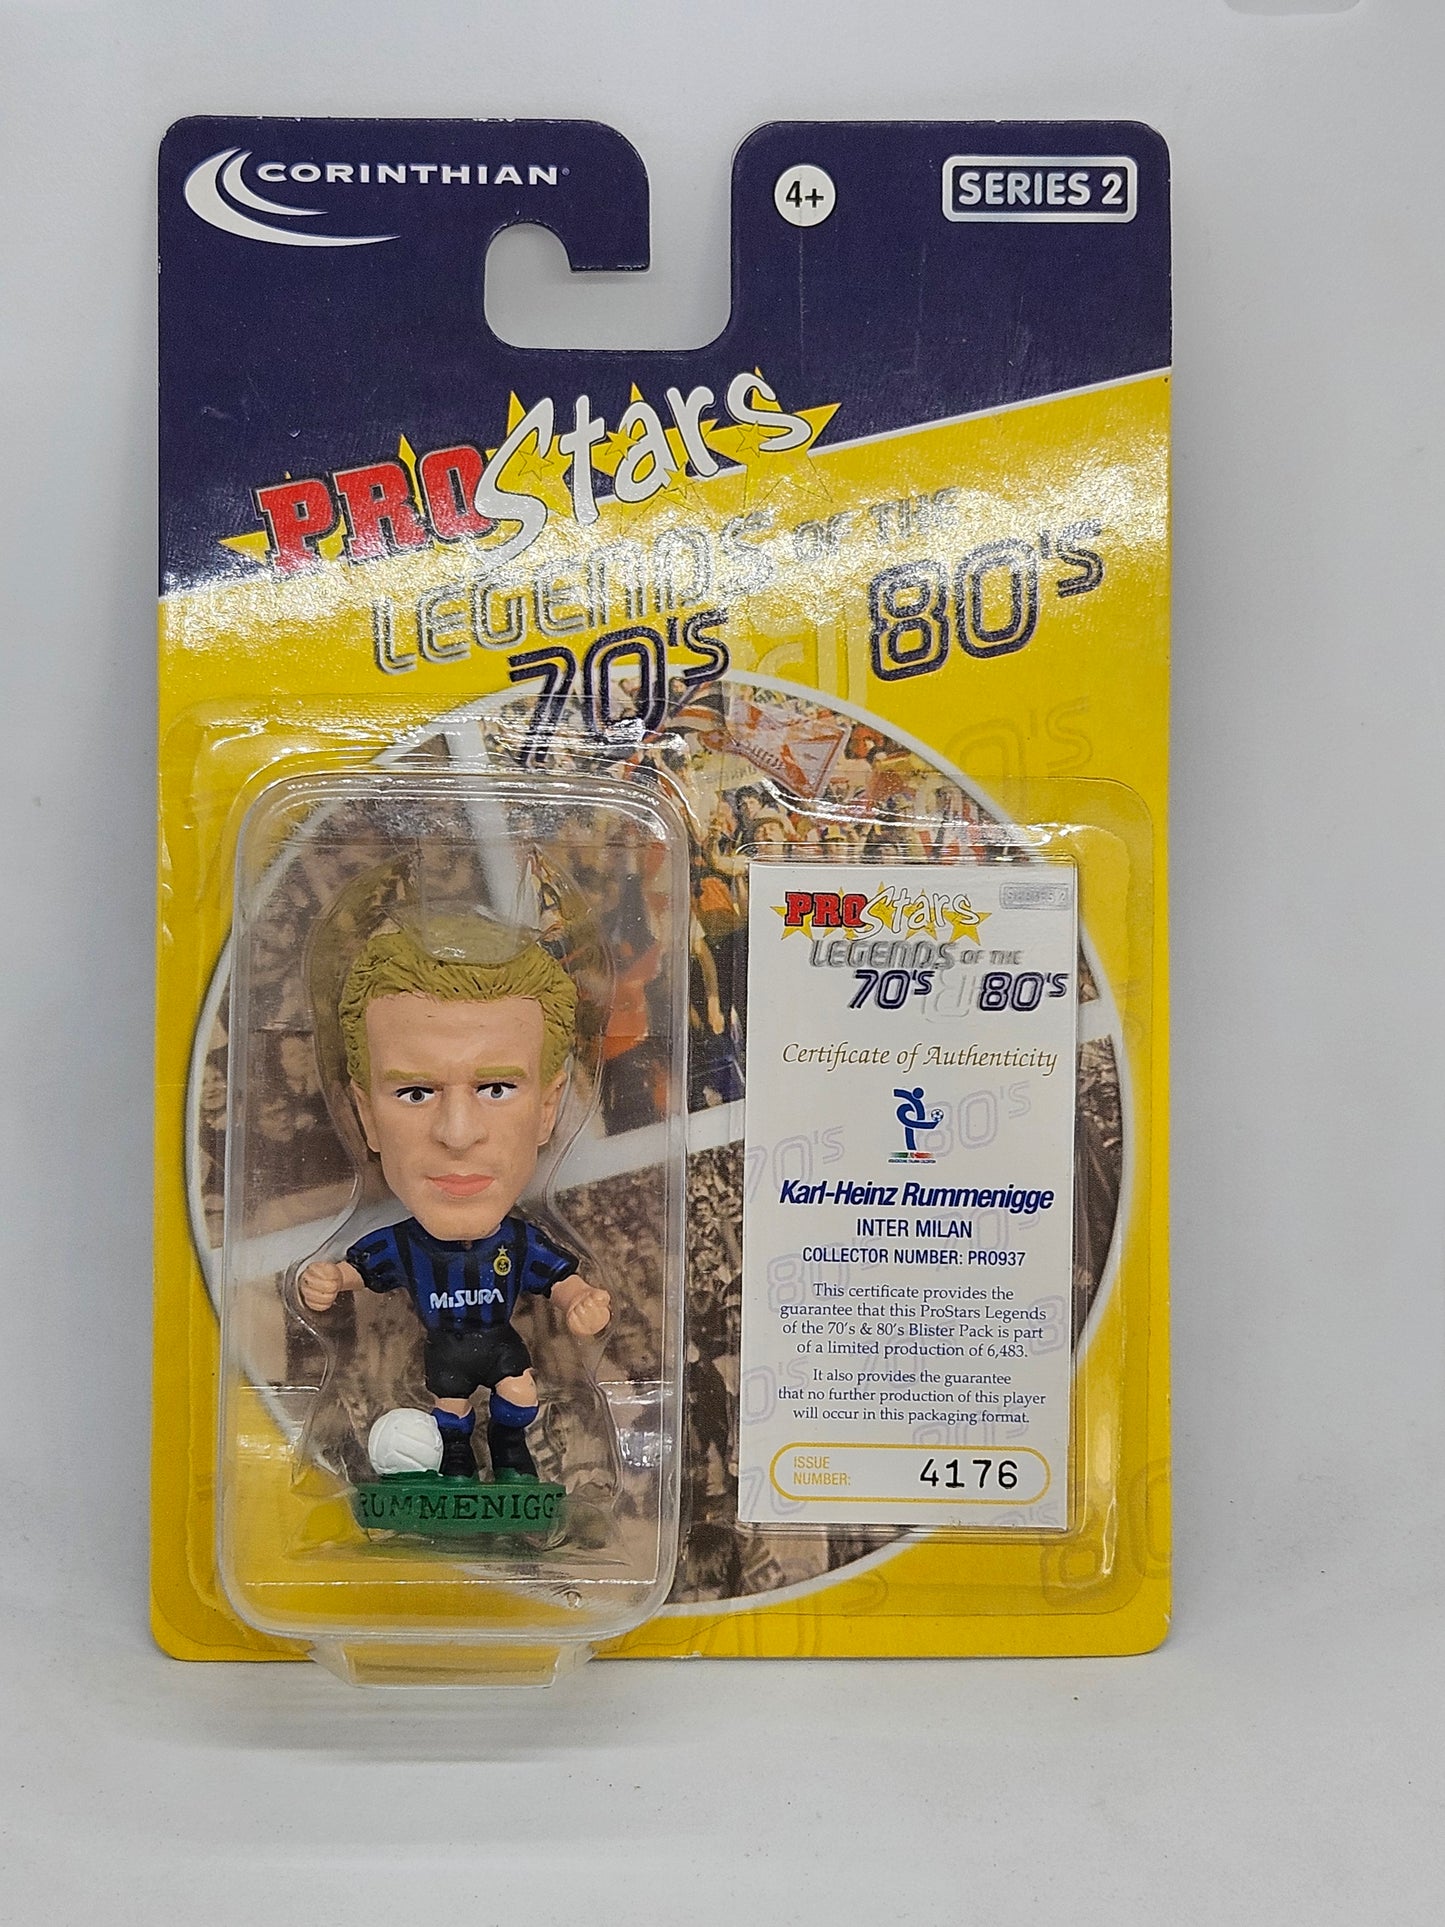 CORINTHIAN
4+
SERIES 2
PROStars
LEGENDS OF THE
70's 80's
PROStars
SERIES 2
LEGENDS OF THE
70's 80's
Certificate of Authenticity
Karl-Heinz Rummenigge
INTER MILAN
COLLECTOR NUMBER: PRO937
This certificate provides the
guarantee that this ProStars Legends
of the 70's & 80's Blister Pack is part
of a limited production of 6,483.
It also provides the guarantee
that no further production of this player
will occur in this packaging format.
ISSUE
NUMBER:
4176
MISURA
RUMMENIGG